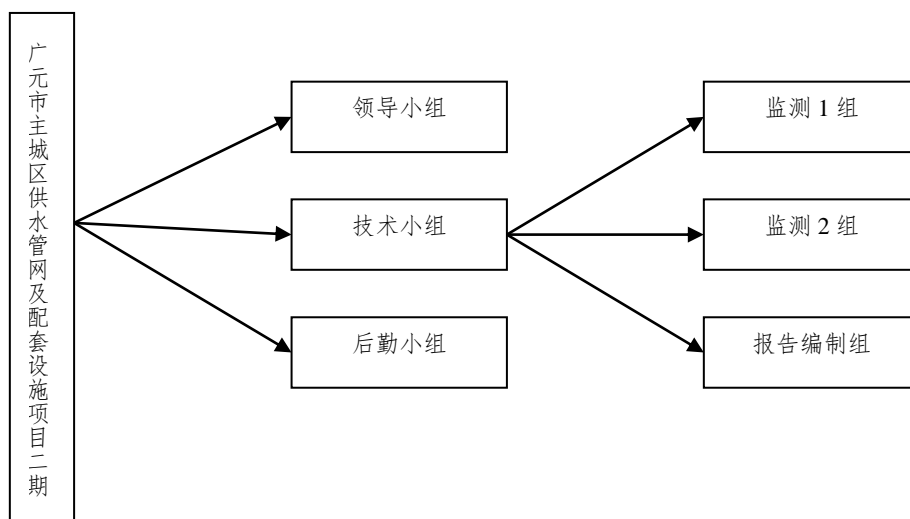 广元市主城区供水管网及配套设施项目二期
领导小组
技术小组
后勤小组
监测 1 组
监测 2 组
报告编制组